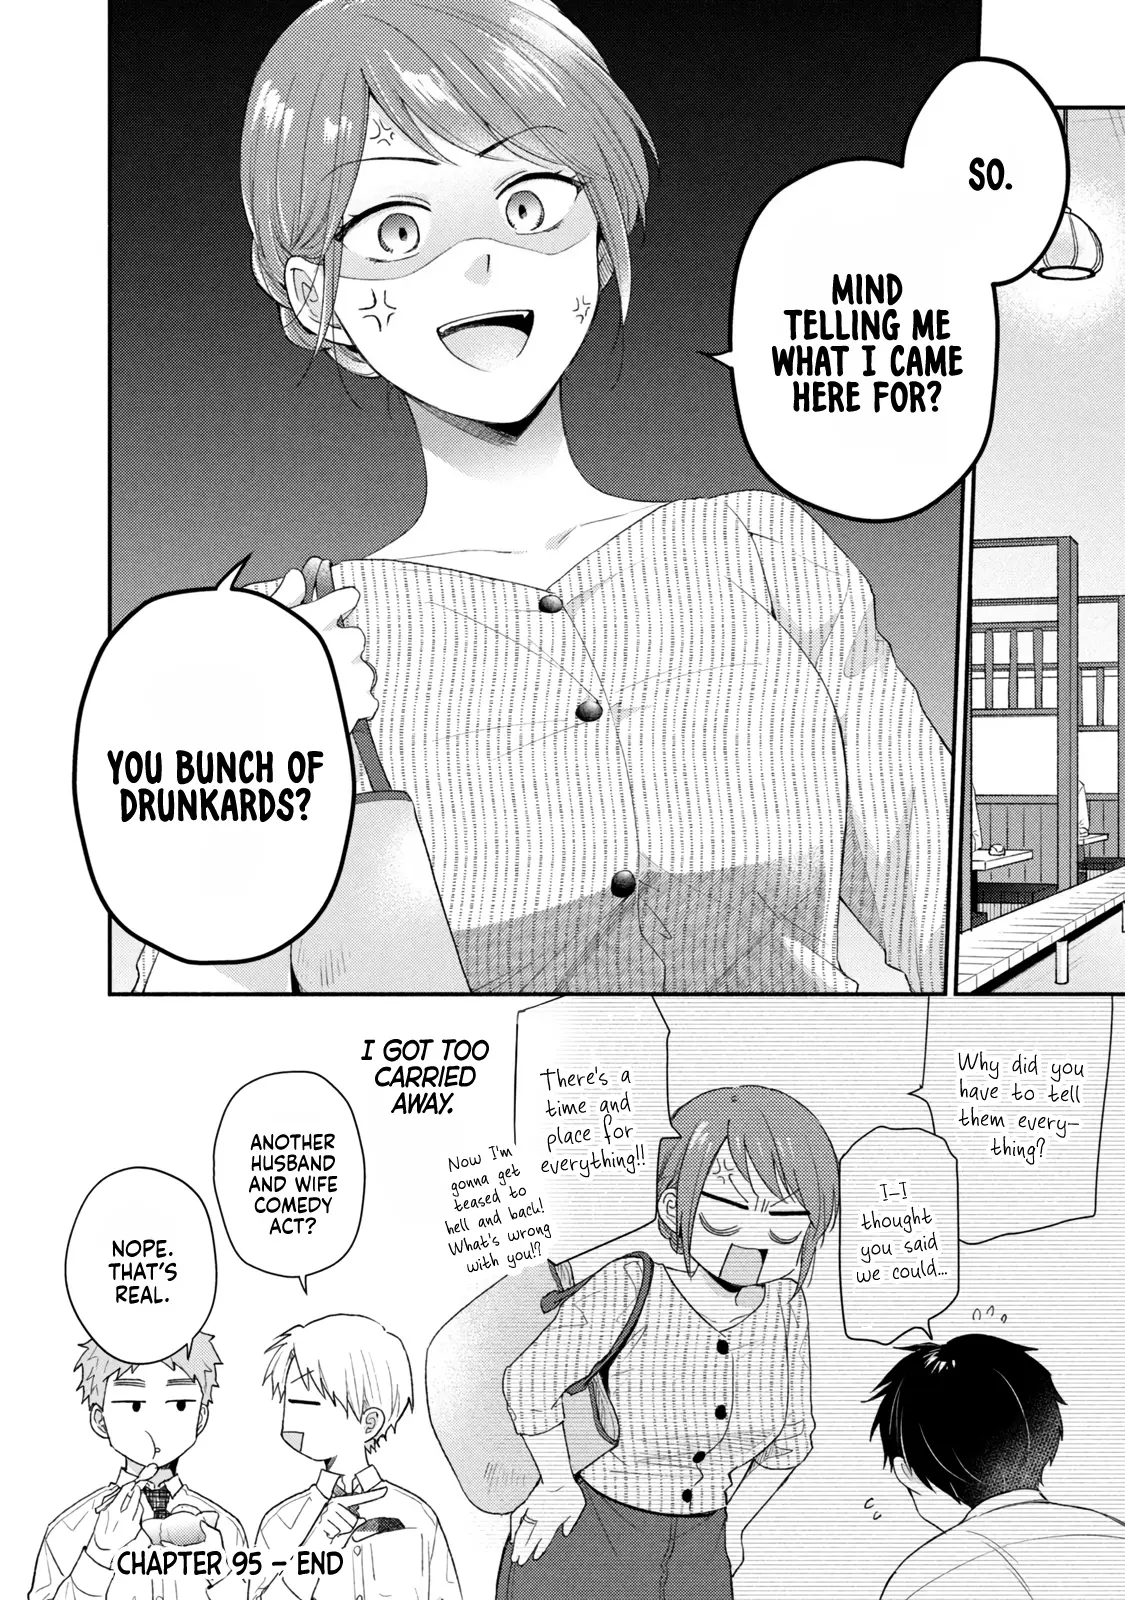 SO.
MIND
TELLING ME
WHAT I CAME
HERE FOR?
YOU BUNCH OF
DRUNKARDS?
Why did you
have to tell
them every-
thing?
I-I
thought
you said
we could...
There's a
time and
place for
everything!!
Now I'm
gonna get
teased to
hell and back!
What's wrong
with you!?
I GOT TOO
CARRIED
AWAY.
ANOTHER
HUSBAND
AND WIFE
COMEDY
ACT?
NOPE.
THAT'S
REAL.
CHAPTER 95 - END